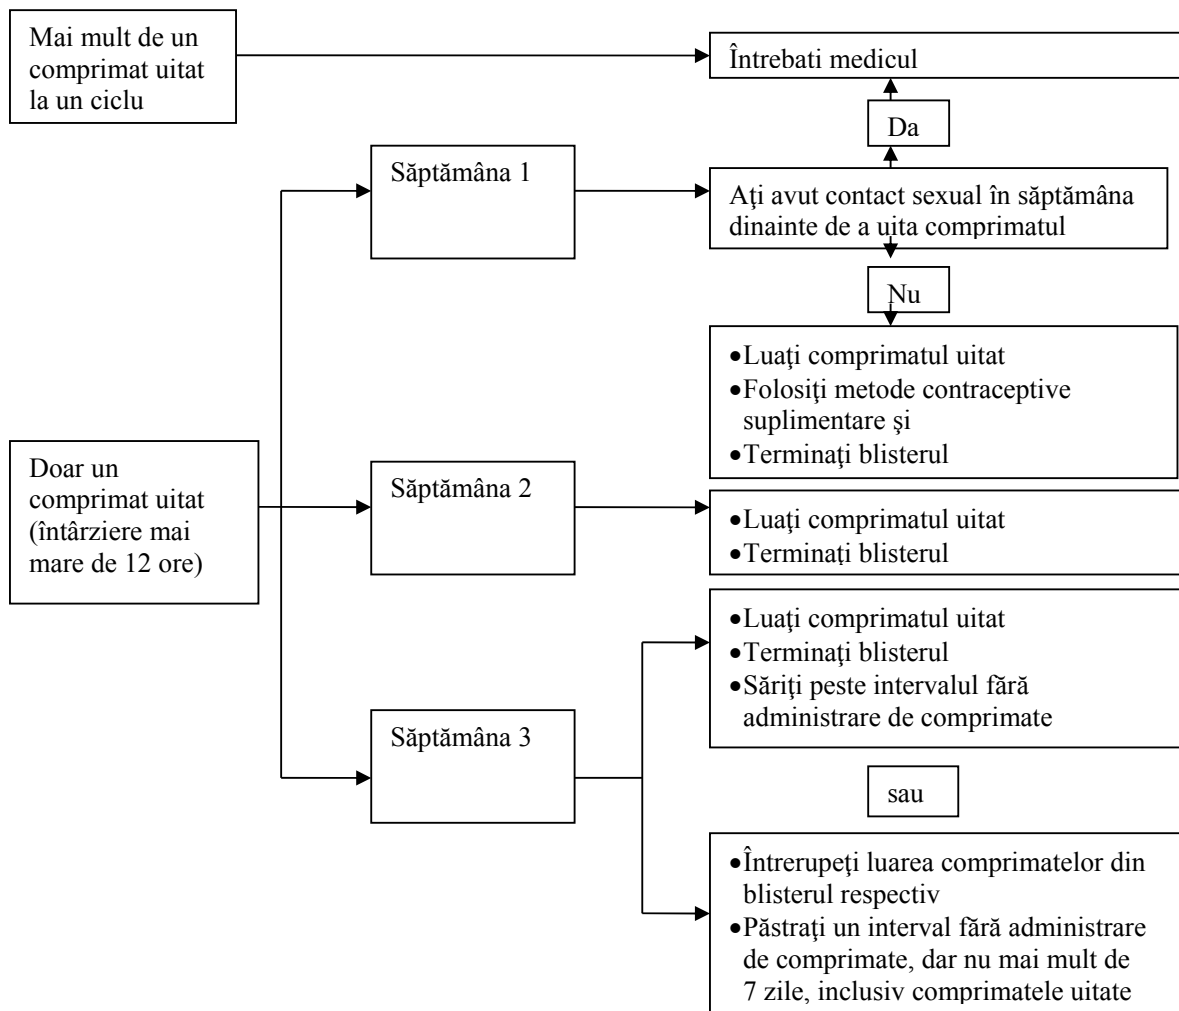 Mai mult de un
comprimat uitat
la un ciclu
Întrebati medicul
Da
Săptămâna 1
Aţi avut contact sexual în săptămâna
dinainte de a uita comprimatul
Nu
•Luaţi comprimatul uitat
•Folosiţi metode contraceptive
suplimentare şi
•Terminaţi blisterul
Doar un
comprimat uitat
(întârziere mai
mare de 12 ore)
Săptămâna 2
•Luaţi comprimatul uitat
•Terminaţi blisterul
•Luaţi comprimatul uitat
•Terminaţi blisterul
•Săriţi peste intervalul fără
administrare de comprimate
Săptămâna 3
sau
•Întrerupeţi luarea comprimatelor din
blisterul respectiv
•Păstraţi un interval fără administrare
de comprimate, dar nu mai mult de
7 zile, inclusiv comprimatele uitate